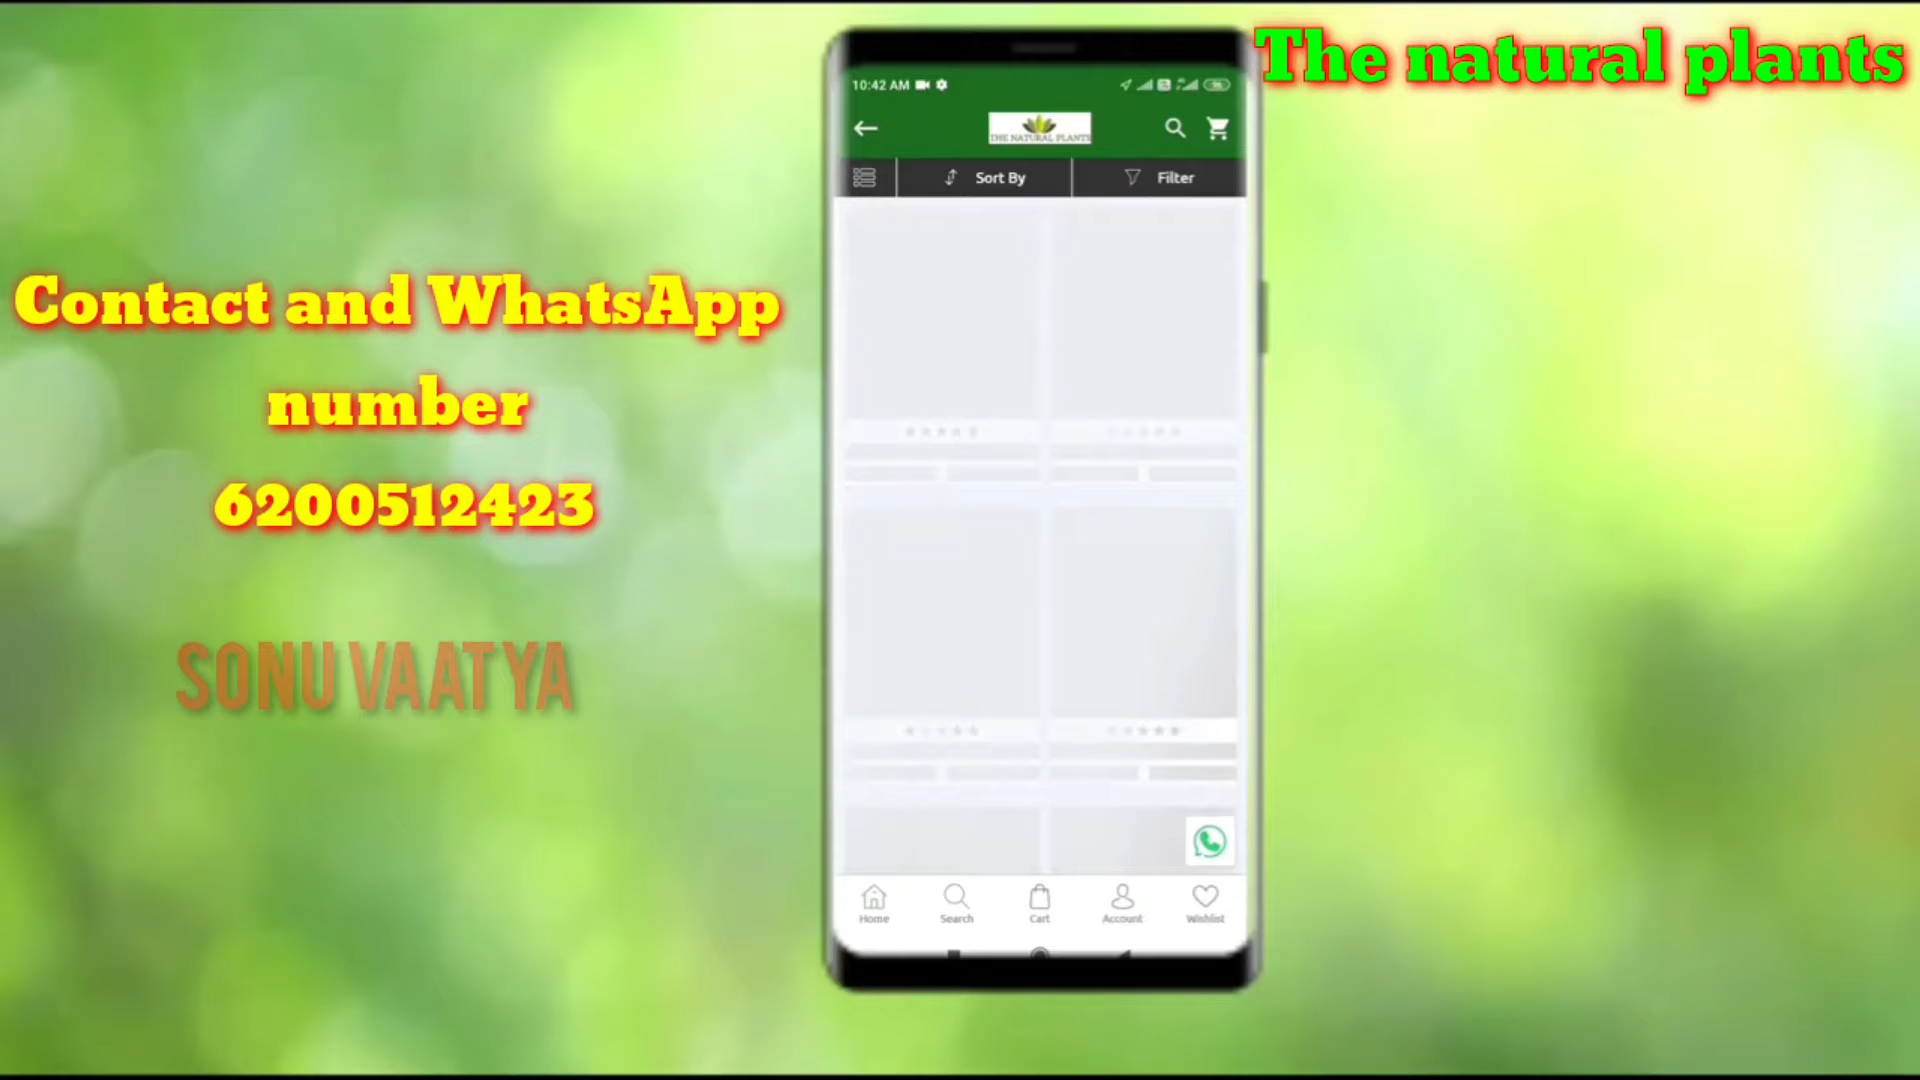 The natural plants
10:42 AM
THE NATURAL PLANTS
Sort By
Filter
Contact and WhatsApp
number
6200512423
SONU VAATYA
Home
Search
Cart
Account
Wishlist